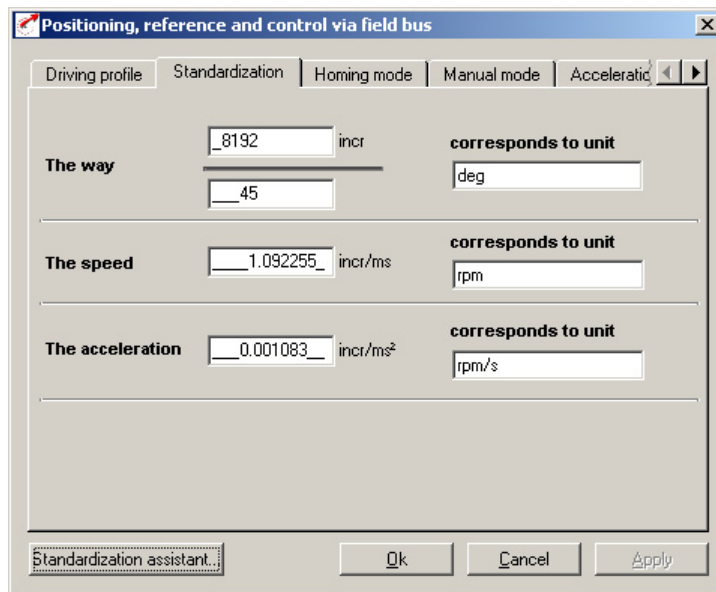 Positioning, reference and control via field bus
Driving profile Standardization Homing mode Manual mode Acceleratic
The way
_8192 incr
___45
corresponds to unit
deg
The speed
____1.092255_ incr/ms
corresponds to unit
rpm
The acceleration
___0.001083__ incr/ms²
corresponds to unit
rpm/s
Standardization assistant.. Ok Cancel Apply